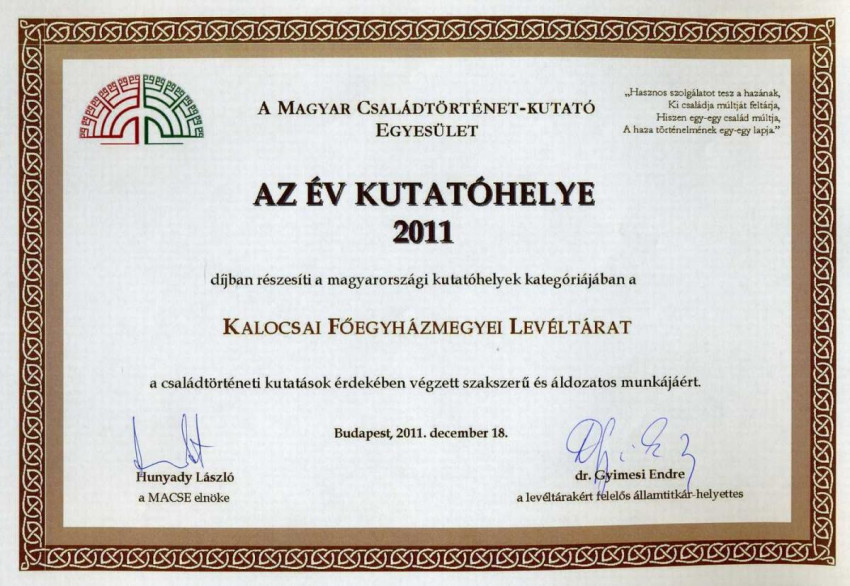 „Hasznos szolgálatot tesz a hazának,
Ki családja múltját feltárja,
Hiszen egy-egy család múltja,
A haza történelmének egy-egy lapja.”
A MAGYAR CSALÁDTÖRTÉNET-KUTATÓ
EGYESÜLET
AZ ÉV KUTATÓHELYE
2011
díjban részesíti a magyarországi kutatóhelyek kategóriájában a
KALOCSAI FŐEGYHÁZMEGYEI LEVÉLTÁRAT
a családtörténeti kutatások érdekében végzett szakszerű és áldozatos munkájáért.
Budapest, 2011. december 18.
Hunyady László
a MACSE elnöke
dr. Gyimesi Endre
a levéltárakért felelős államtitkár-helyettes